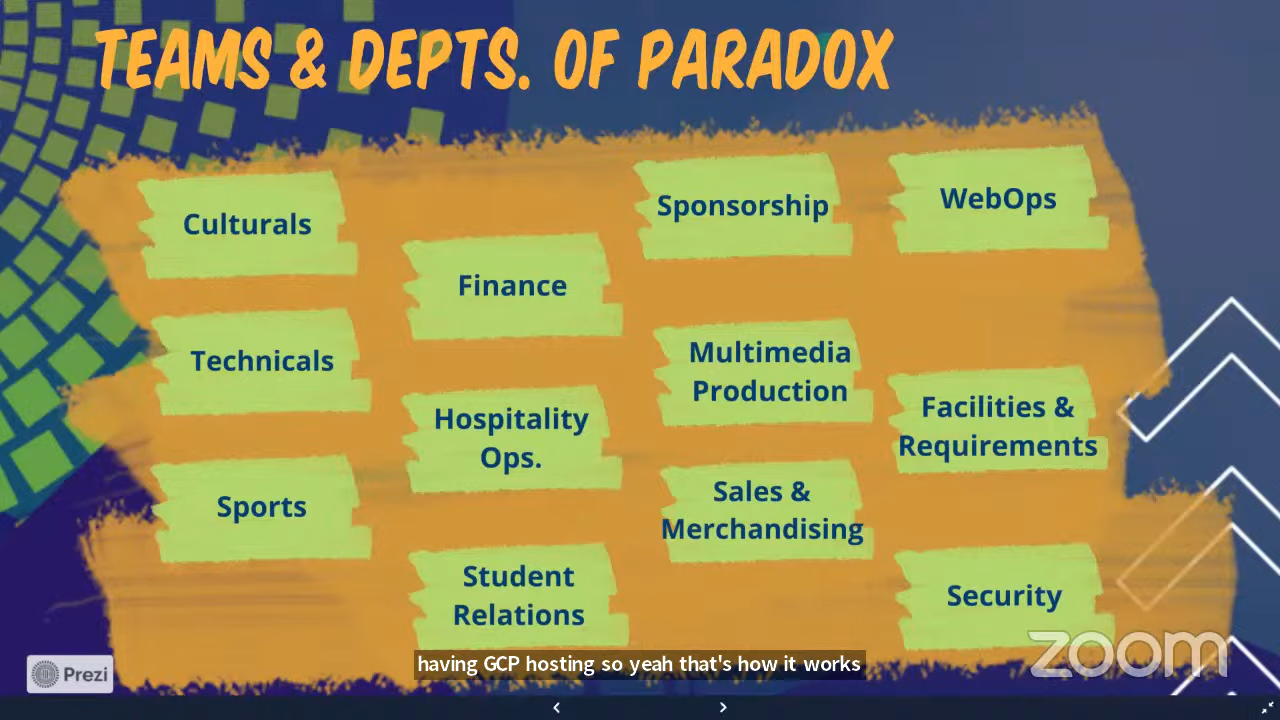 TEAMS & DEPTS. OF PARADOX
Culturals
Technicals
Sports
Finance
Hospitality
Ops.
Student
Relations
Sponsorship
Multimedia
Production
Sales &
Merchandising
WebOps
Facilities &
Requirements
Security
zoom
Prezi
having GCP hosting so yeah that's how it works